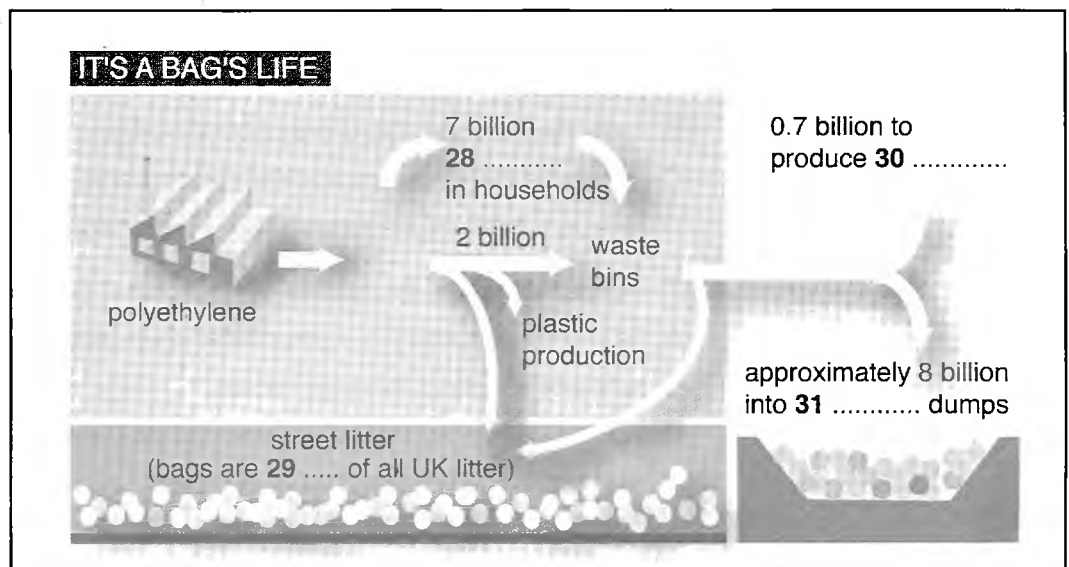 IT'S A BAG'S LIFE
7 billion
28 ...........
in households
2 billion
waste
bins
polyethylene
plastic
production
street litter
(bags are 29 ..... of all UK litter)
0.7 billion to
produce 30 .............
approximately 8 billion
into 31 ............ dumps